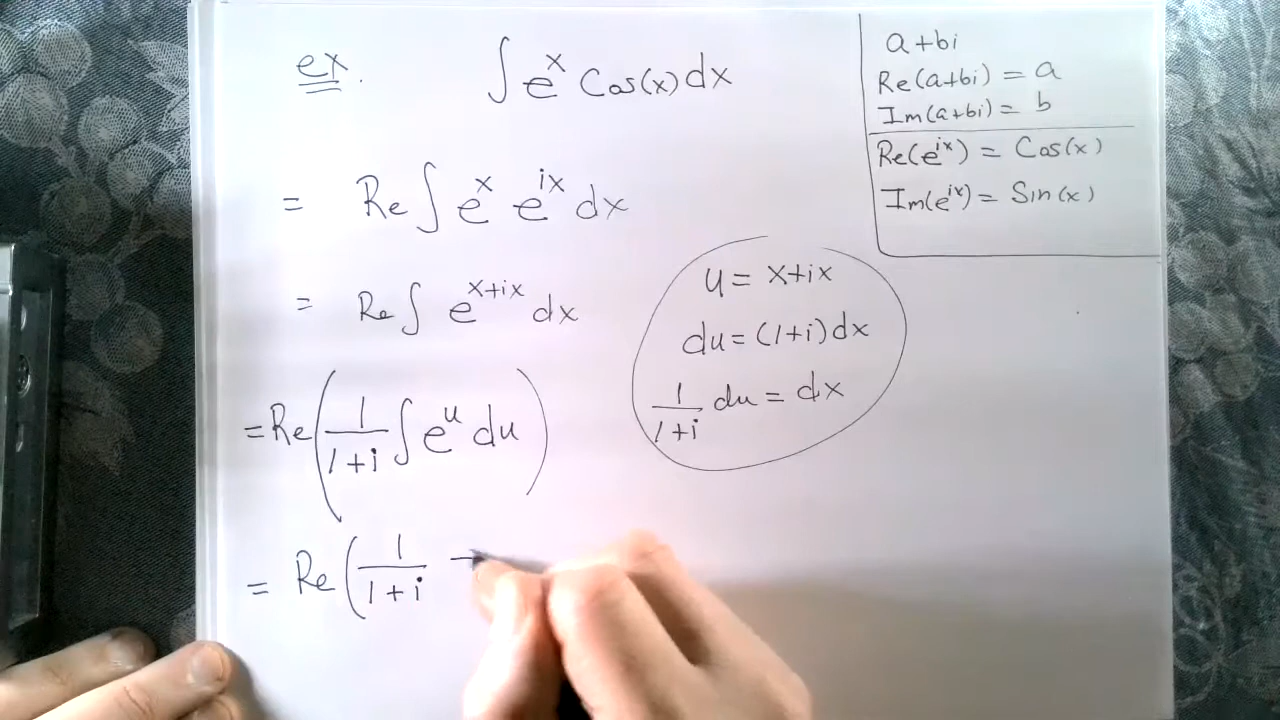 ex. ∫ e^x Cos(x) dx
= Re ∫ e^x e^{ix} dx
= Re ∫ e^{x+ix} dx
= Re( 1/(1+i) ∫ e^u du )
= Re( 1/(1+i)
u = x+ix
du = (1+i) dx
1/(1+i) du = dx
a+bi
Re(a+bi) = a
Im(a+bi) = b
Re(e^{ix}) = Cos(x)
Im(e^{ix}) = Sin(x)